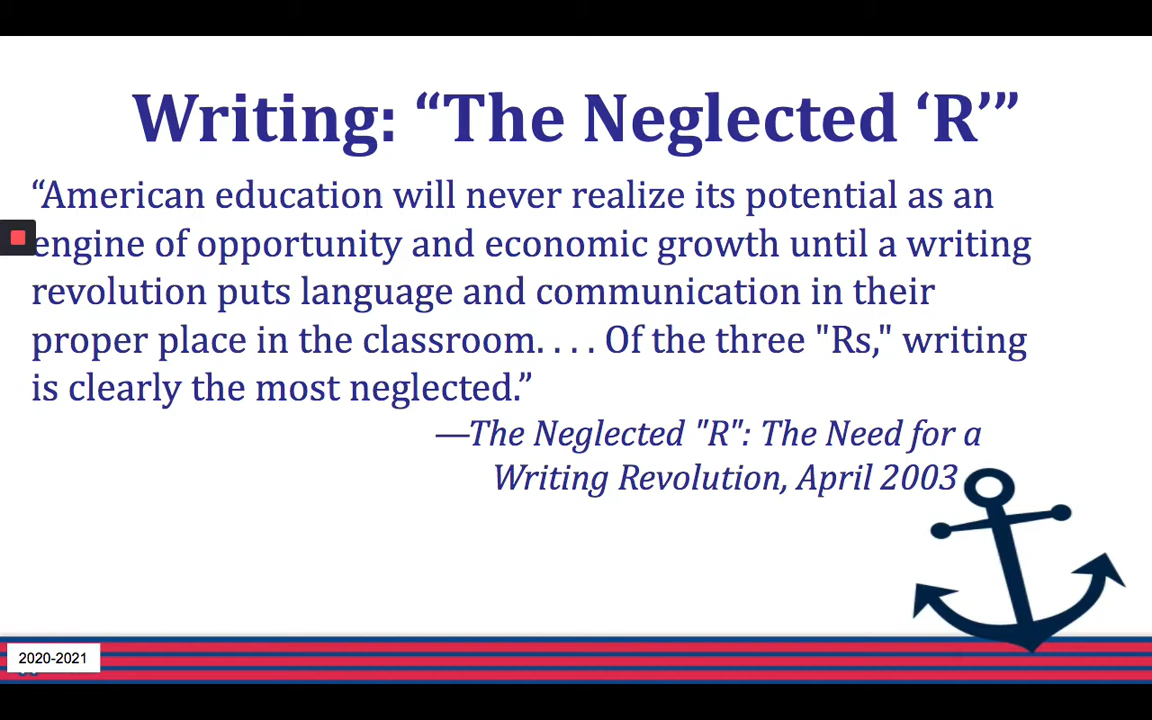 Writing: “The Neglected ‘R’”
“American education will never realize its potential as an
engine of opportunity and economic growth until a writing
revolution puts language and communication in their
proper place in the classroom. . . . Of the three "Rs," writing
is clearly the most neglected.”
—The Neglected "R": The Need for a
Writing Revolution, April 2003
2020-2021